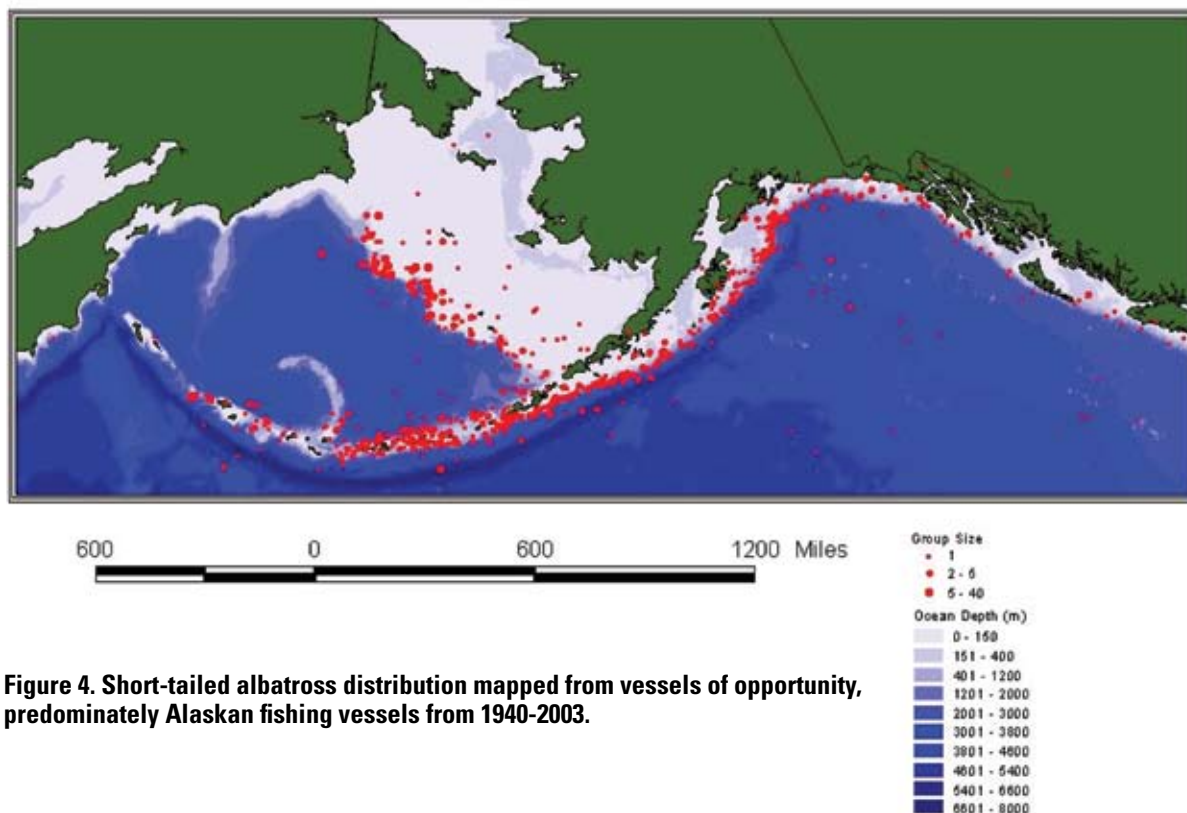 600 0 600 1200 Miles
Group Size
1
2 - 5
5 - 40
Ocean Depth (m)
0 - 150
151 - 400
401 - 1200
1201 - 2000
2001 - 3000
3001 - 3800
3801 - 4600
4601 - 5400
5401 - 6600
6601 - 8000
Figure 4. Short-tailed albatross distribution mapped from vessels of opportunity,
predominately Alaskan fishing vessels from 1940-2003.